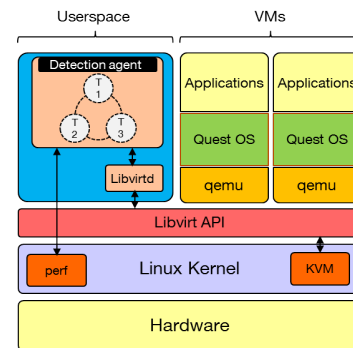 Userspace
VMs
Detection agent
T
1
T
2
T
3
Libvirtd
Applications
Applications
Quest OS
Quest OS
qemu
qemu
Libvirt API
perf
Linux Kernel
KVM
Hardware